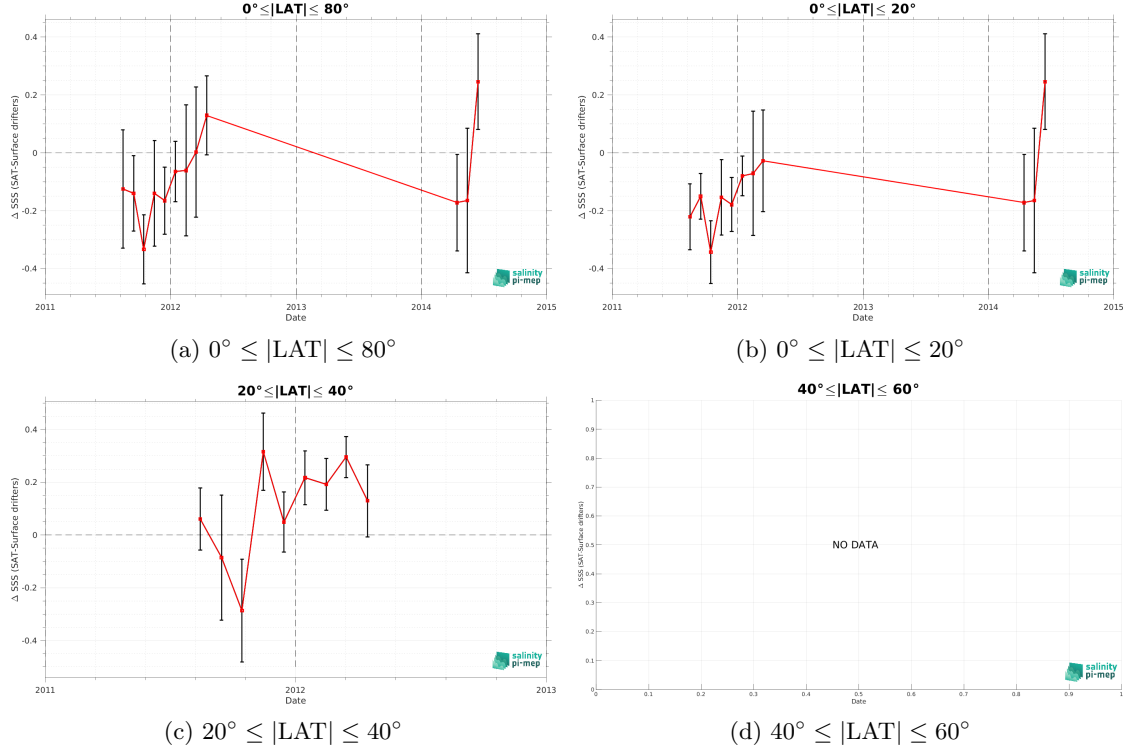 0°≤|LAT|≤ 80°
Δ SSS (SAT-Surface drifters)
0.4
0.2
0
-0.2
-0.4
2011
2012
2013
2014
2015
Date
salinity
pi-mep
(a) 0° ≤ |LAT| ≤ 80°
0°≤|LAT|≤ 20°
Δ SSS (SAT-Surface drifters)
0.4
0.2
0
-0.2
-0.4
2011
2012
2013
2014
2015
Date
salinity
pi-mep
(b) 0° ≤ |LAT| ≤ 20°
20°≤|LAT|≤ 40°
Δ SSS (SAT-Surface drifters)
0.4
0.2
0
-0.2
-0.4
2011
2012
2013
Date
salinity
pi-mep
(c) 20° ≤ |LAT| ≤ 40°
40°≤|LAT|≤ 60°
Δ SSS (SAT-Surface drifters)
1
0.9
0.8
0.7
0.6
0.5
0.4
0.3
0.2
0.1
0
NO DATA
0
0.1
0.2
0.3
0.4
0.5
0.6
0.7
0.8
0.9
1
Date
salinity
pi-mep
(d) 40° ≤ |LAT| ≤ 60°